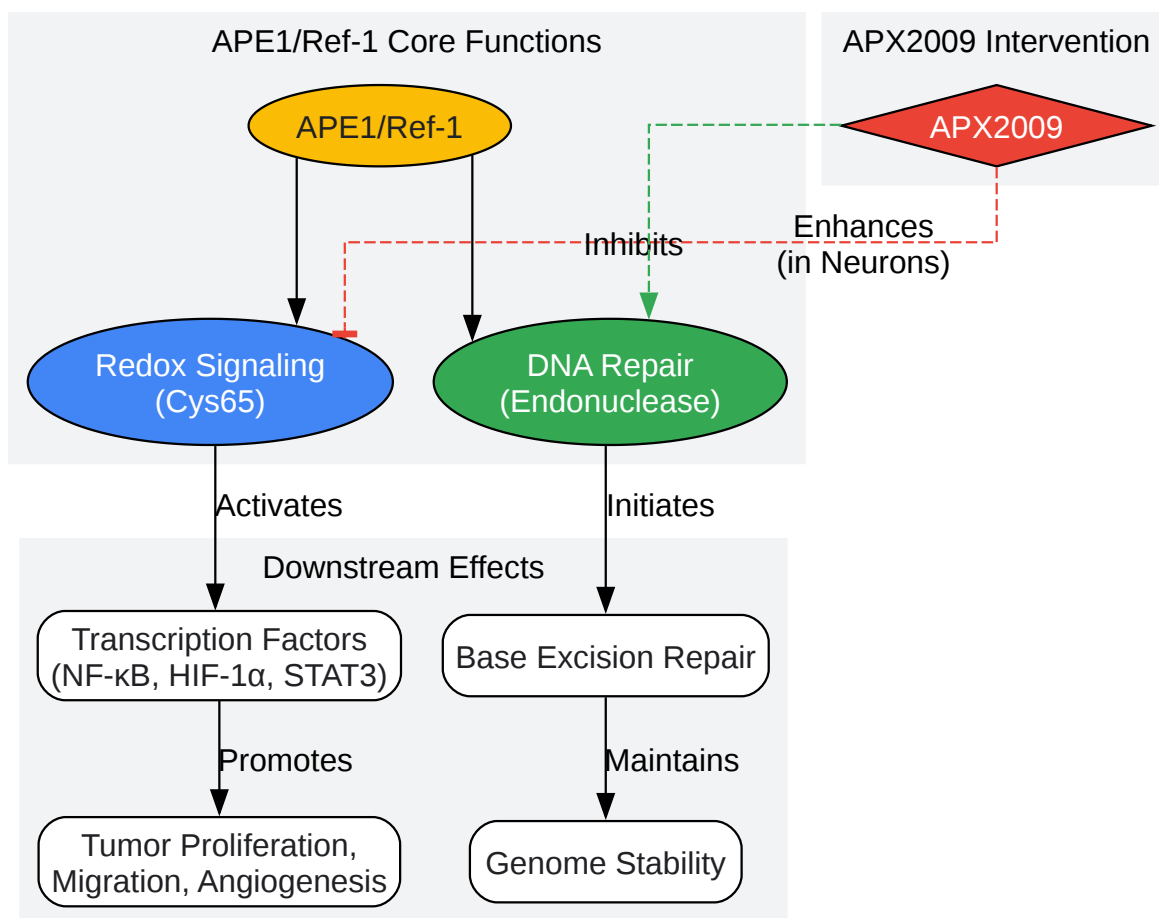 APE1/Ref-1 Core Functions
APX2009 Intervention
APE1/Ref-1
APX2009
Enhances
(in Neurons)
Inhibits
Redox Signaling
(Cys65)
DNA Repair
(Endonuclease)
Activates
Initiates
Downstream Effects
Transcription Factors
(NF-κB, HIF-1α, STAT3)
Base Excision Repair
Promotes
Maintains
Tumor Proliferation,
Migration, Angiogenesis
Genome Stability